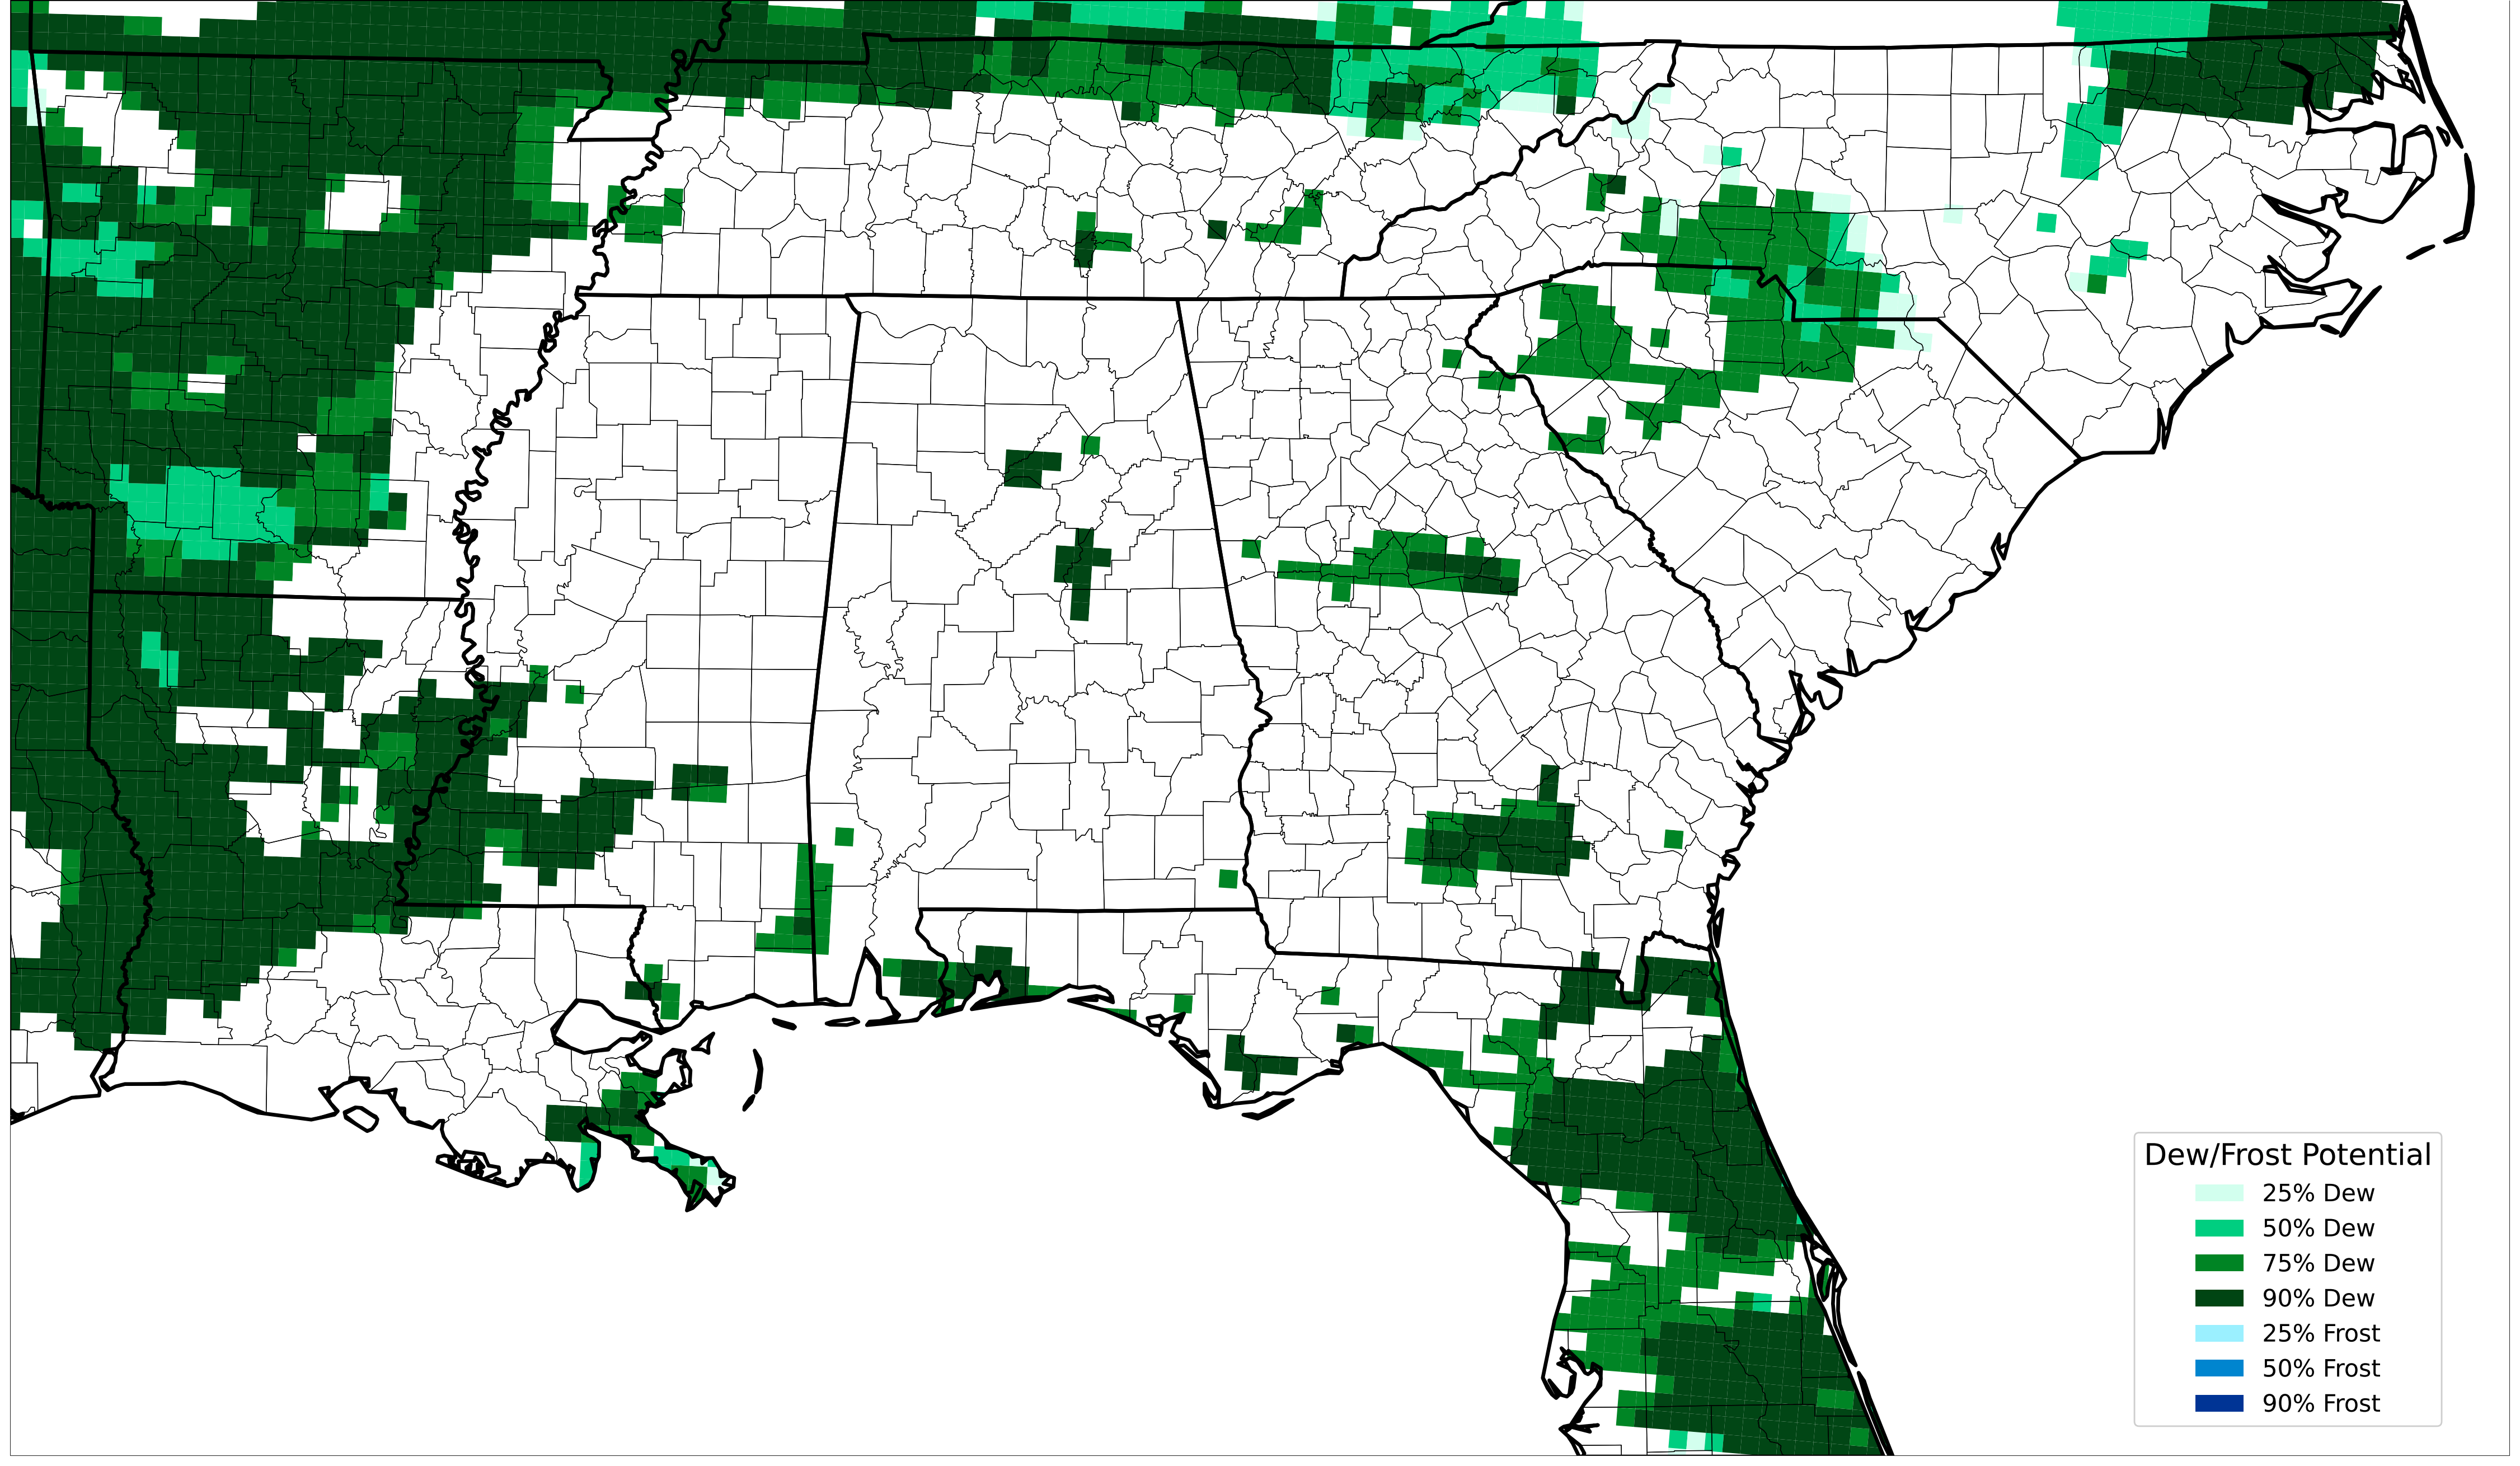 Dew/Frost Potential
25% Dew
50% Dew
75% Dew
90% Dew
25% Frost
50% Frost
90% Frost